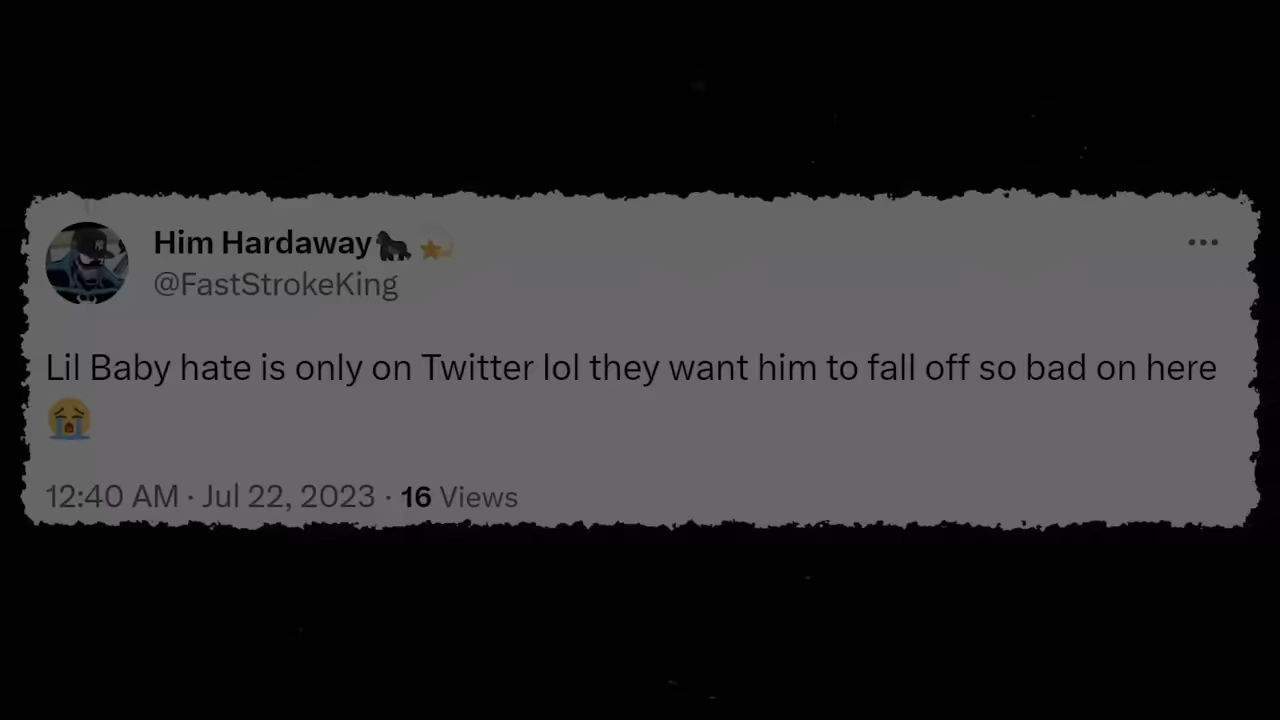 Him Hardaway🦍💫
@FastStrokeKing
Lil Baby hate is only on Twitter lol they want him to fall off so bad on here
😭
12:40 AM · Jul 22, 2023 · 16 Views